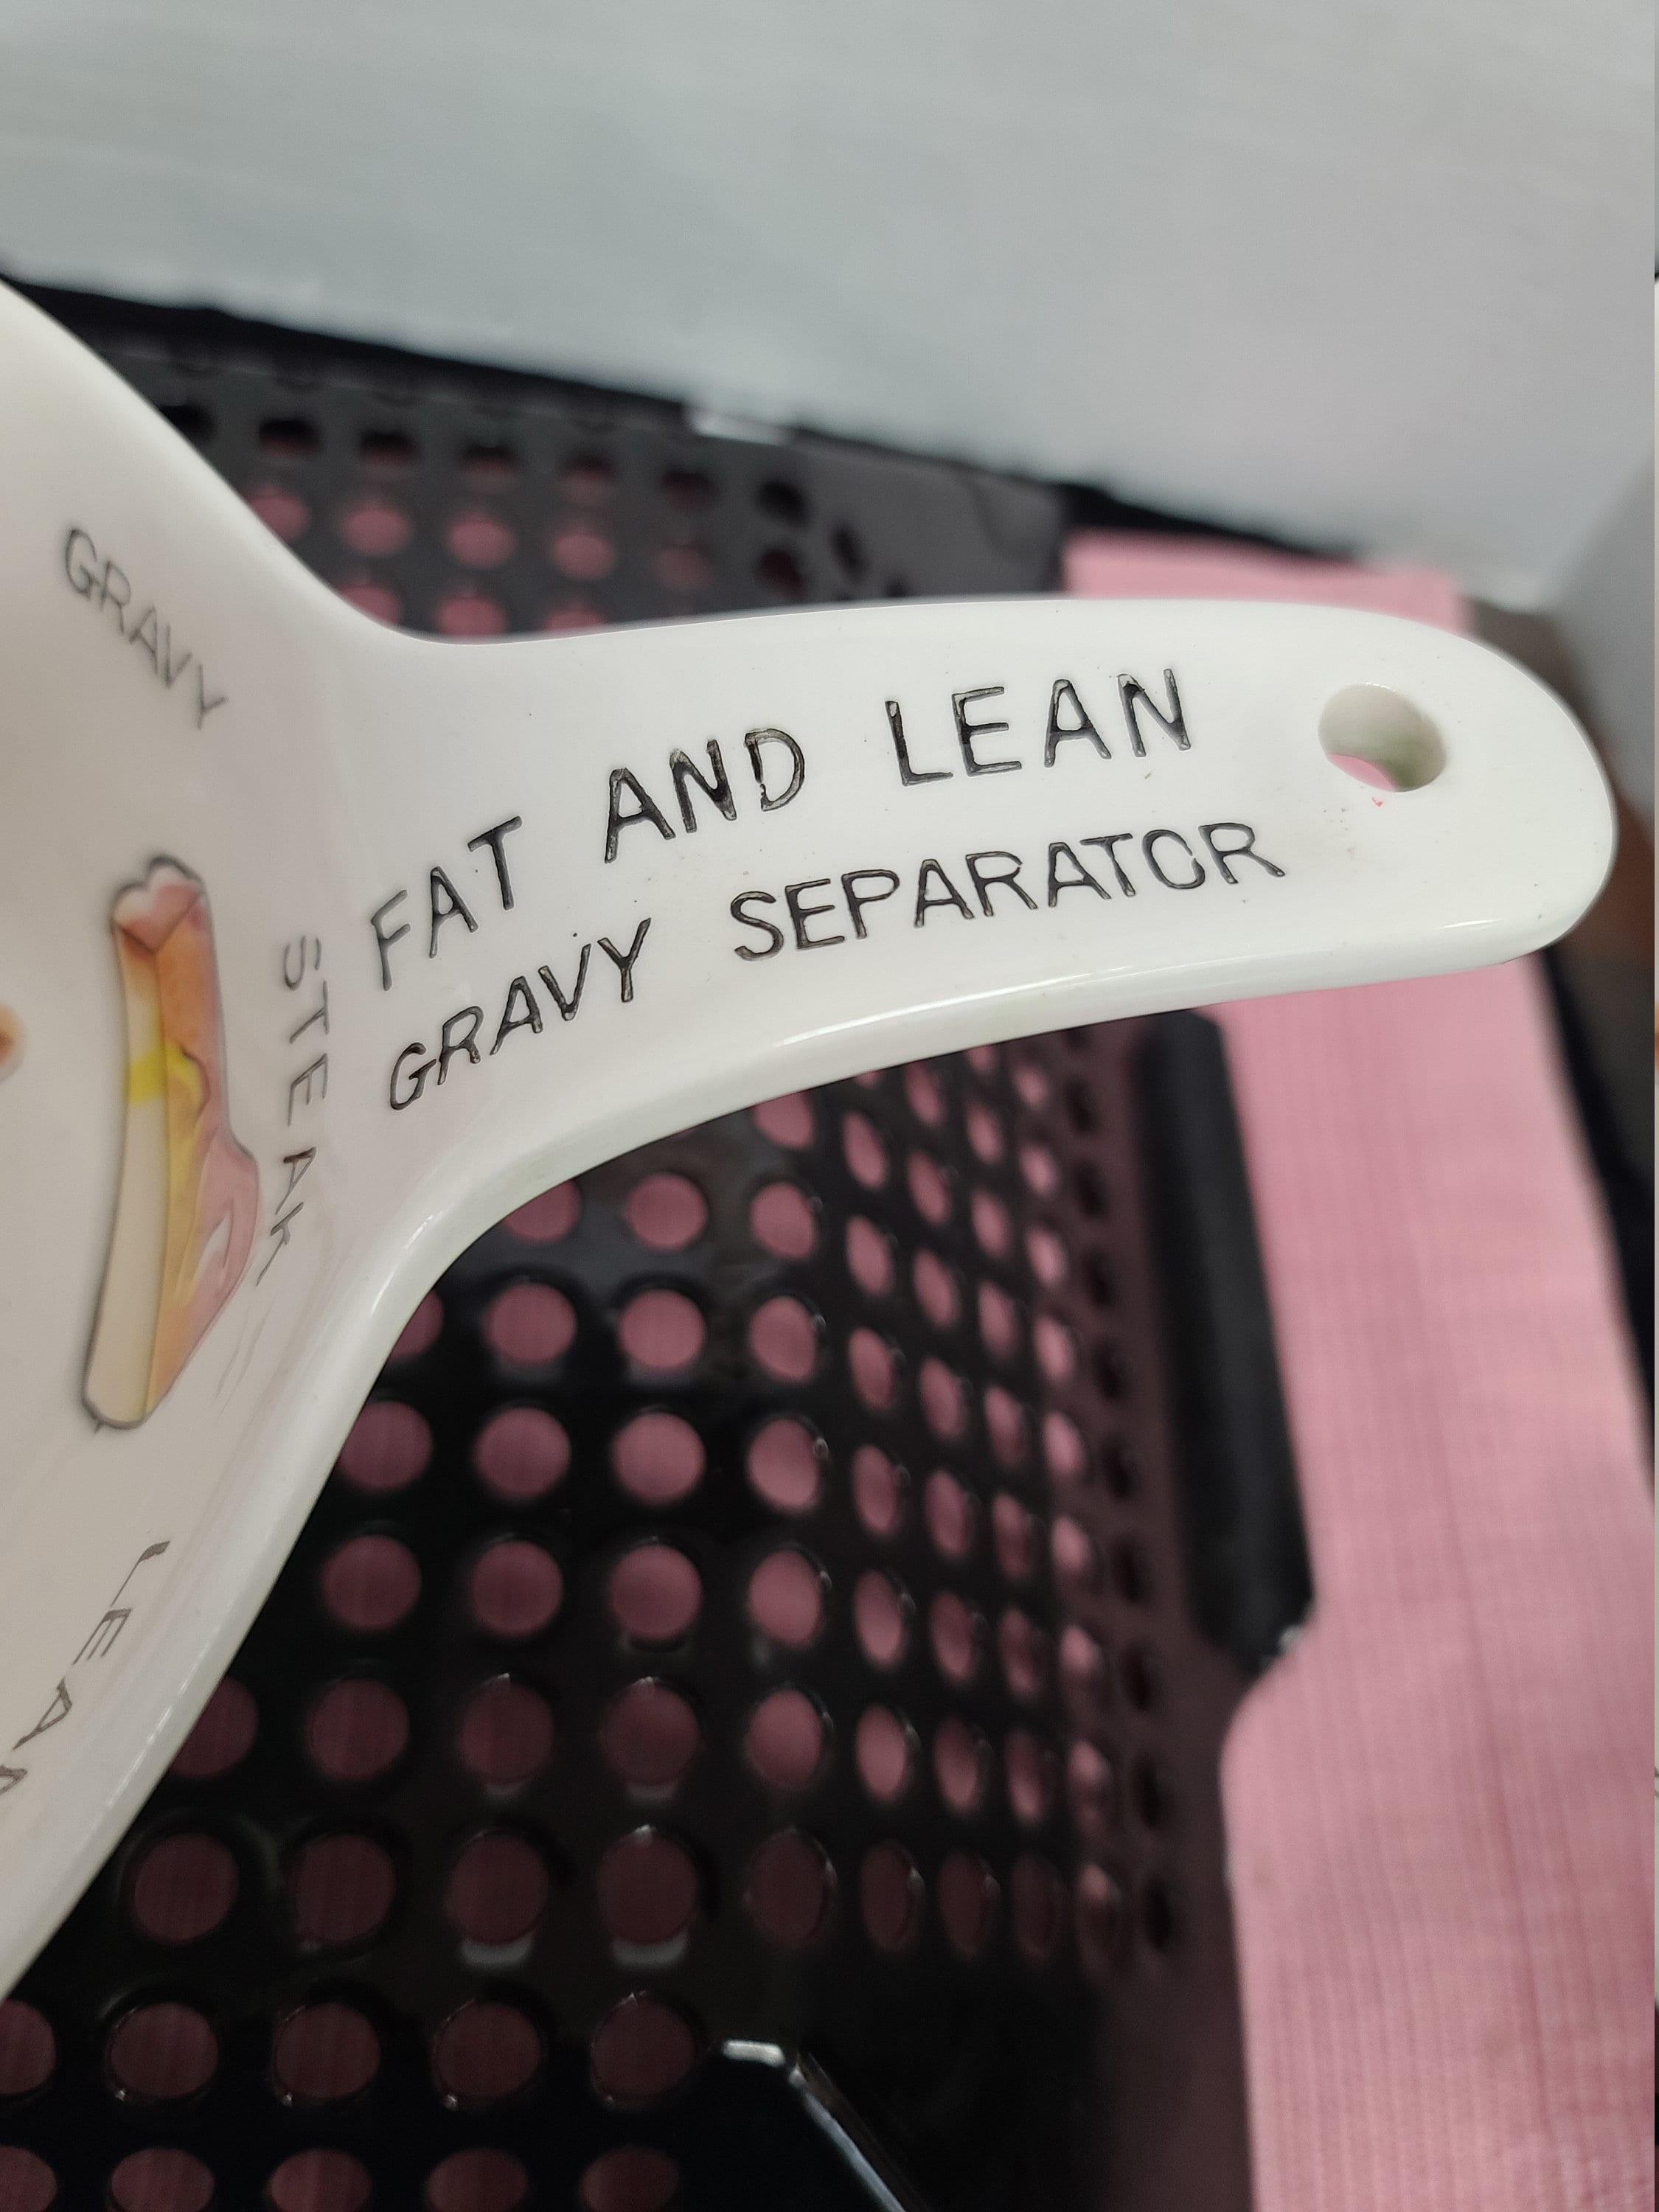 GRAVY
FAT AND LEAN
GRAVY SEPARATOR
STEAK